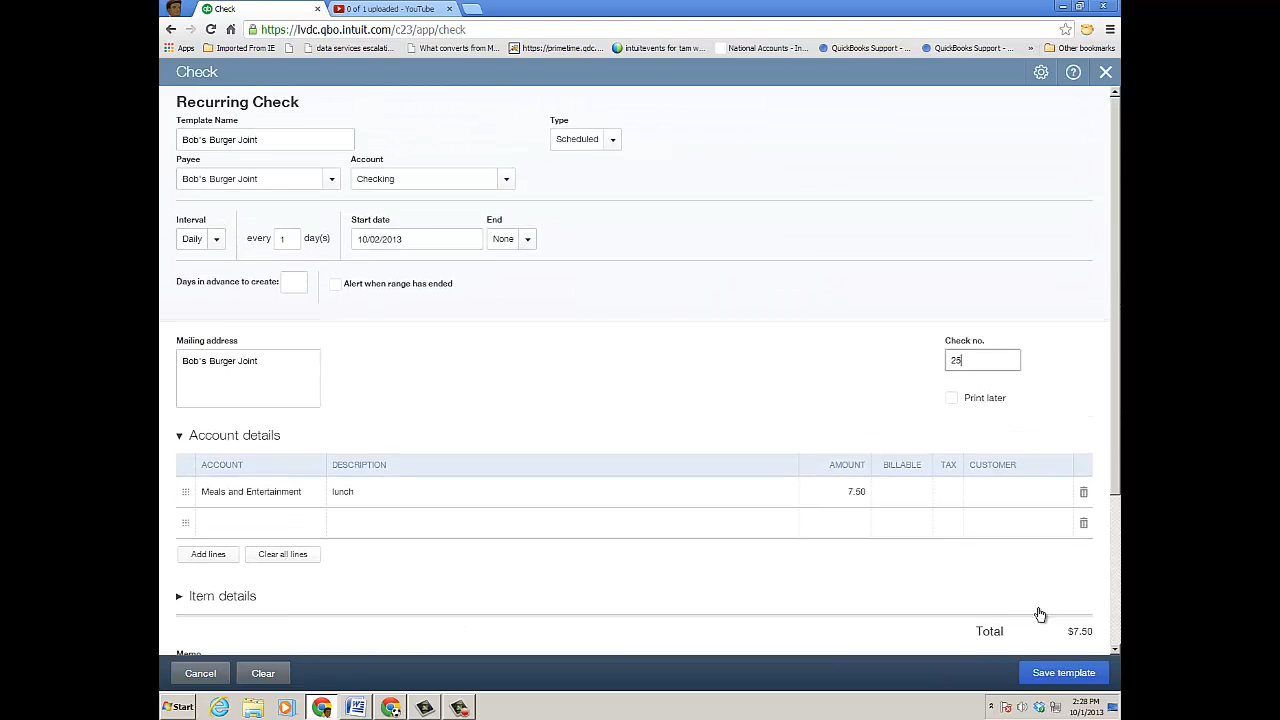 Check
0 of 1 uploaded - YouTube
https://lvdc.qbo.intuit.com/c23/app/check
Apps
Imported From IE
data services escalati...
What converts from M...
https://primetime.qdc....
intuitevents for tam w...
National Accounts - In...
QuickBooks Support - ...
QuickBooks Support - ...
Other bookmarks
Check
Recurring Check
Template Name
Type
Bob's Burger Joint
Scheduled
Payee
Account
Bob's Burger Joint
Checking
Interval
Start date
End
Daily
every
1
day(s)
10/02/2013
None
Days in advance to create:
Alert when range has ended
Mailing address
Check no.
Bob's Burger Joint
25
Print later
Account details
ACCOUNT
DESCRIPTION
AMOUNT
BILLABLE
TAX
CUSTOMER
Meals and Entertainment
lunch
7.50
Add lines
Clear all lines
Item details
Total
$7.50
Memo
Cancel
Clear
Save template
Start
2:28 PM
10/1/2013